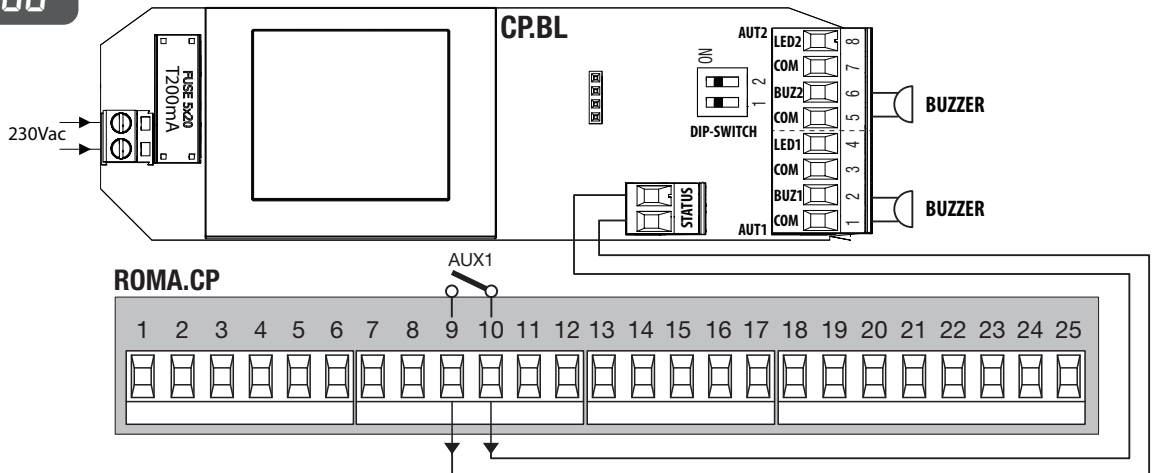 CP.BL
AUT2
LED2 8
COM 7
BUZ2 6
COM 5
LED1 4
COM 3
BUZ1 2
COM 1
AUT1
BUZZER
BUZZER
ON
1 2
DIP-SWITCH
FUSE 5x20
T200mA
230Vac
STATUS
ROMA.CP
AUX1
1 2 3 4 5 6 7 8 9 10 11 12 13 14 15 16 17 18 19 20 21 22 23 24 25